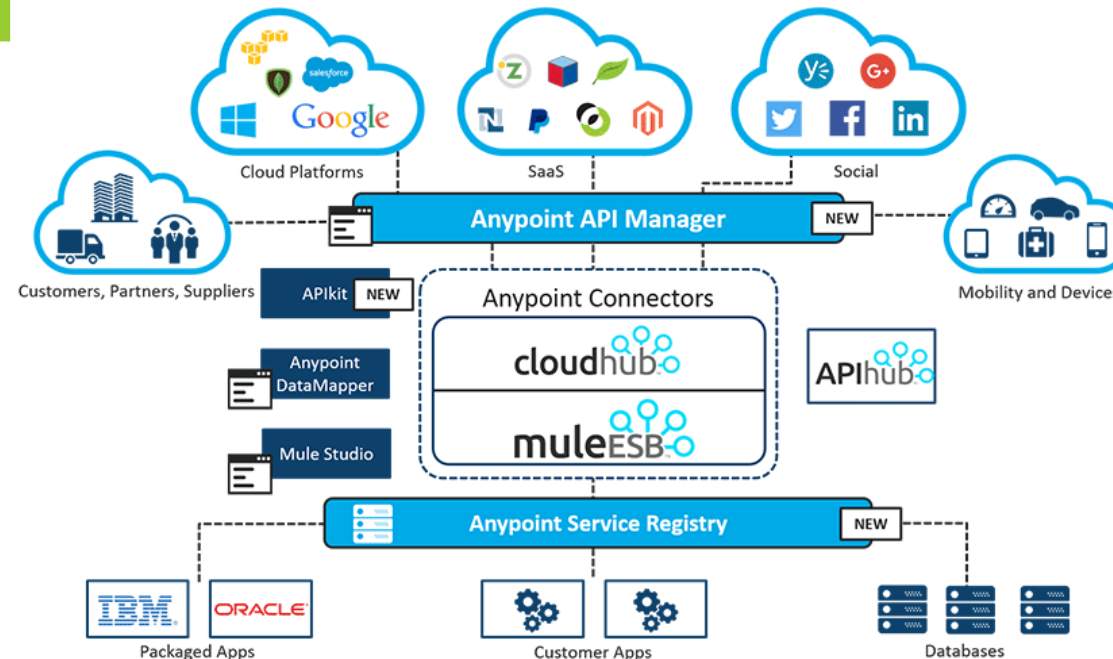 salesforce
Google
G+
Cloud Platforms
SaaS
Social
Anypoint API Manager
NEW
Customers, Partners, Suppliers
Mobility and Device
APIkit
NEW
Anypoint Connectors
cloudhub
Anypoint
DataMapper
APIhub
muleESB
Mule Studio
Anypoint Service Registry
NEW
IBM
ORACLE
Packaged Apps
Customer Apps
Databases